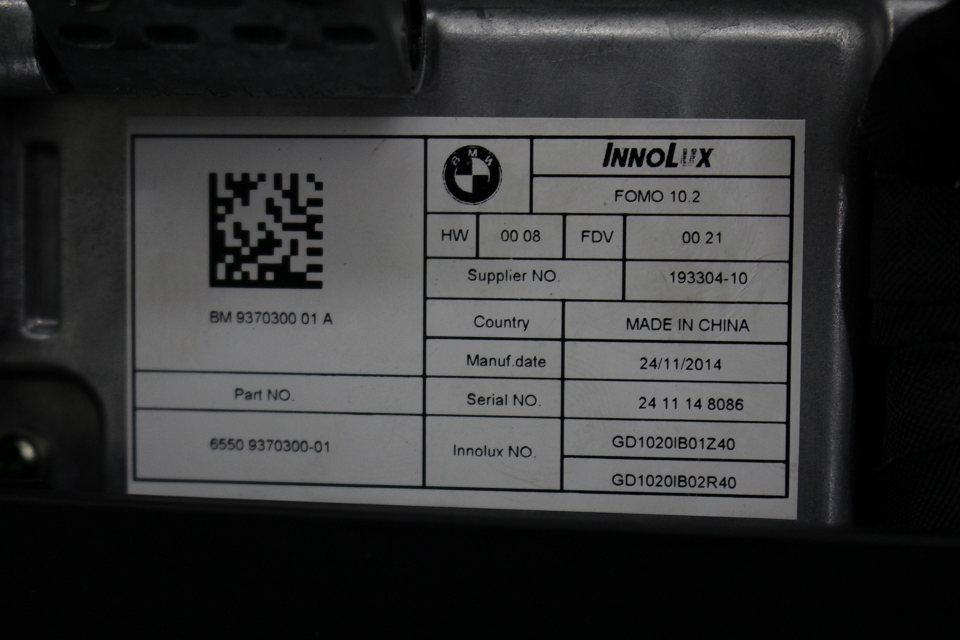 BM 9370300 01 A
Part NO.
6550 9370300-01
BMW
INNOLUX
FOMO 10.2
HW 00 08 FDV 00 21
Supplier NO. 193304-10
Country MADE IN CHINA
Manuf.date 24/11/2014
Serial NO. 24 11 14 8086
Innolux NO. GD1020IB01Z40
GD1020IB02R40